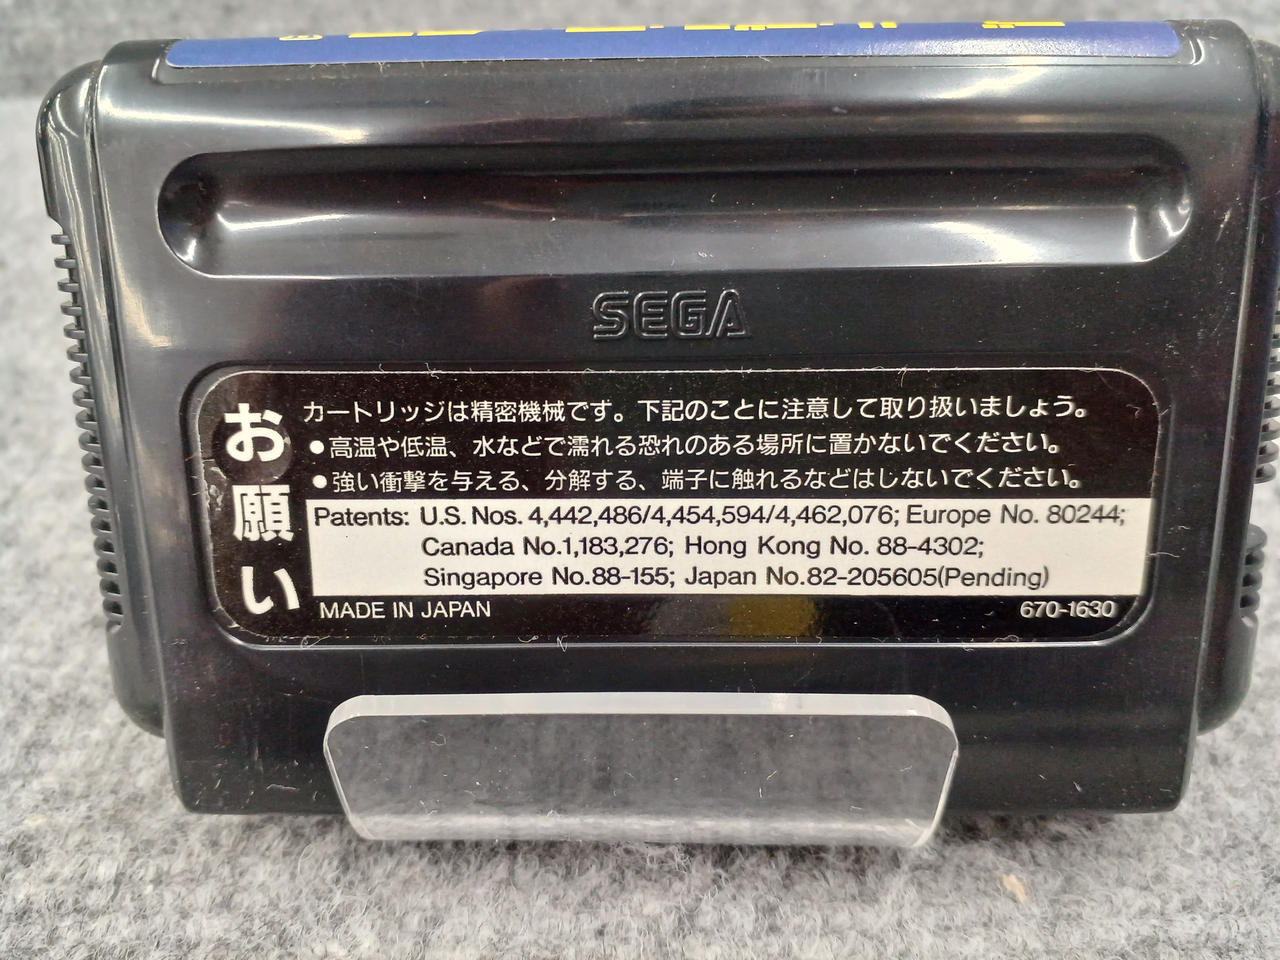 SEGA
お願い
カートリッジは精密機械です。下記のことに注意して取り扱いましょう。
●高温や低温、水などで濡れる恐れのある場所に置かないでください。
●強い衝撃を与える、分解する、端子に触れるなどはしないでください。
Patents: U.S. Nos. 4,442,486/4,454,594/4,462,076; Europe No. 80244;
Canada No.1,183,276; Hong Kong No. 88-4302;
Singapore No.88-155; Japan No.82-205605(Pending)
MADE IN JAPAN
670-1630